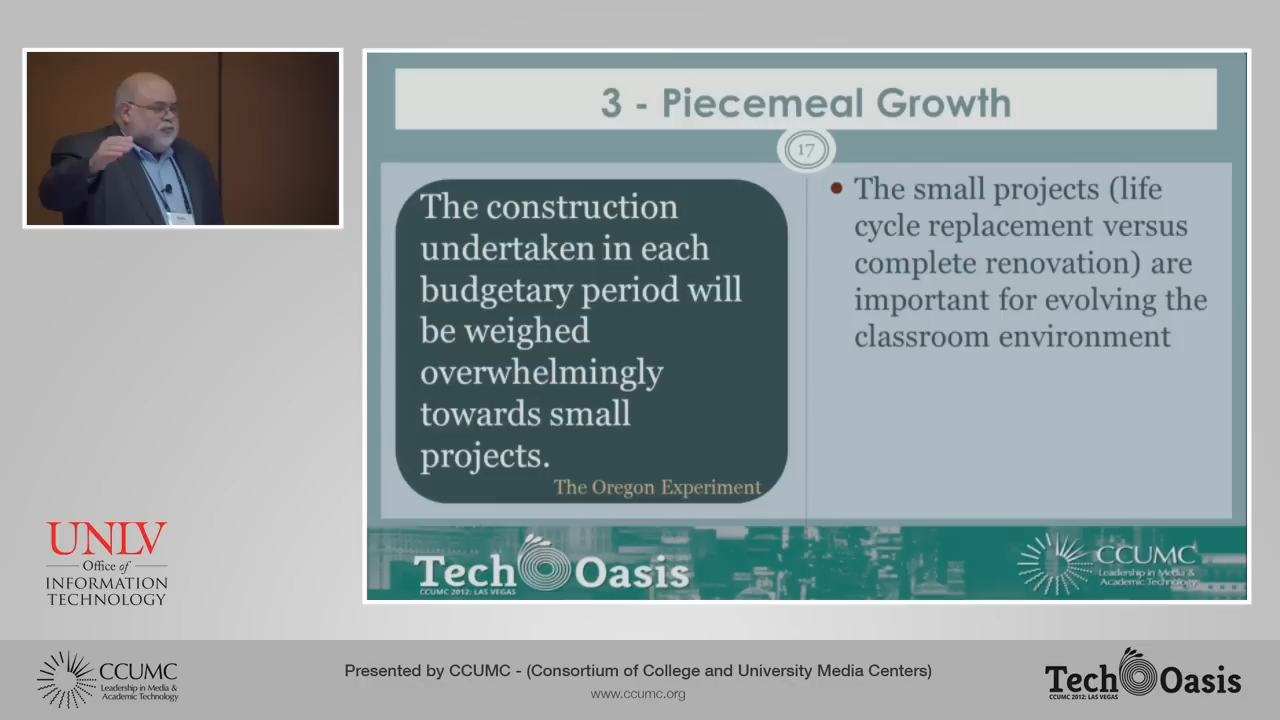 3 - Piecemeal Growth
17
The construction
undertaken in each
budgetary period will
be weighed
overwhelmingly
towards small
projects.
The Oregon Experiment
The small projects (life
cycle replacement versus
complete renovation) are
important for evolving the
classroom environment
Tech Oasis
CCUMC 2012: LAS VEGAS
CCUMC
Leadership in Media &
Academic Technology
UNLV
Office of
INFORMATION
TECHNOLOGY
CCUMC
Leadership in Media &
Academic Technology
Presented by CCUMC - (Consortium of College and University Media Centers)
www.ccumc.org
Tech Oasis
CCUMC 2012: LAS VEGAS